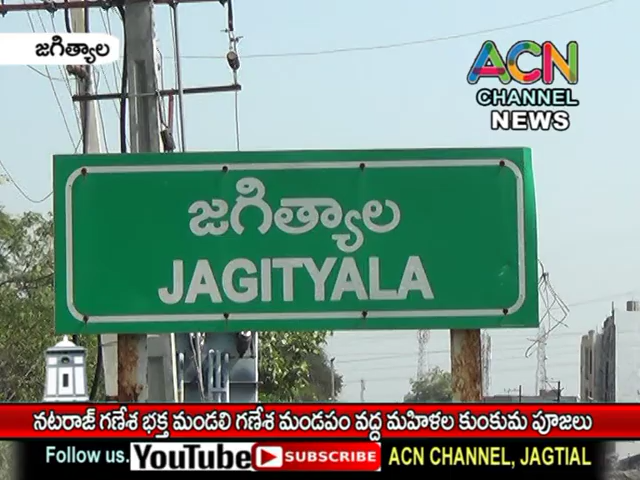 జగిత్యాల
ACN
CHANNEL
NEWS
జగిత్యాల
JAGITYALA
నటరాజ్ గణేశ భక్త మండలి గణేశ మండపం వద్ద మహిళల కుంకుమ పూజలు
Follow us. YouTube SUBSCRIBE ACN CHANNEL, JAGTIAL